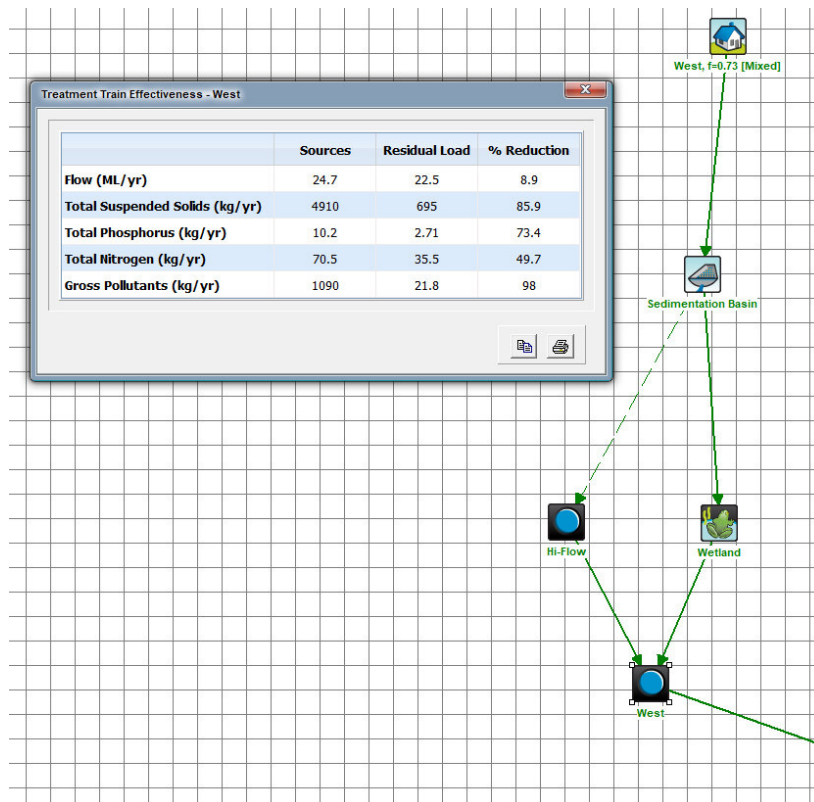 West, f=0.73 [Mixed]
Treatment Train Effectiveness - West
Sources Residual Load % Reduction
Flow (ML/yr) 24.7 22.5 8.9
Total Suspended Solids (kg/yr) 4910 695 85.9
Total Phosphorus (kg/yr) 10.2 2.71 73.4
Total Nitrogen (kg/yr) 70.5 35.5 49.7
Gross Pollutants (kg/yr) 1090 21.8 98
Sedimentation Basin
Hi-Flow
Wetland
West